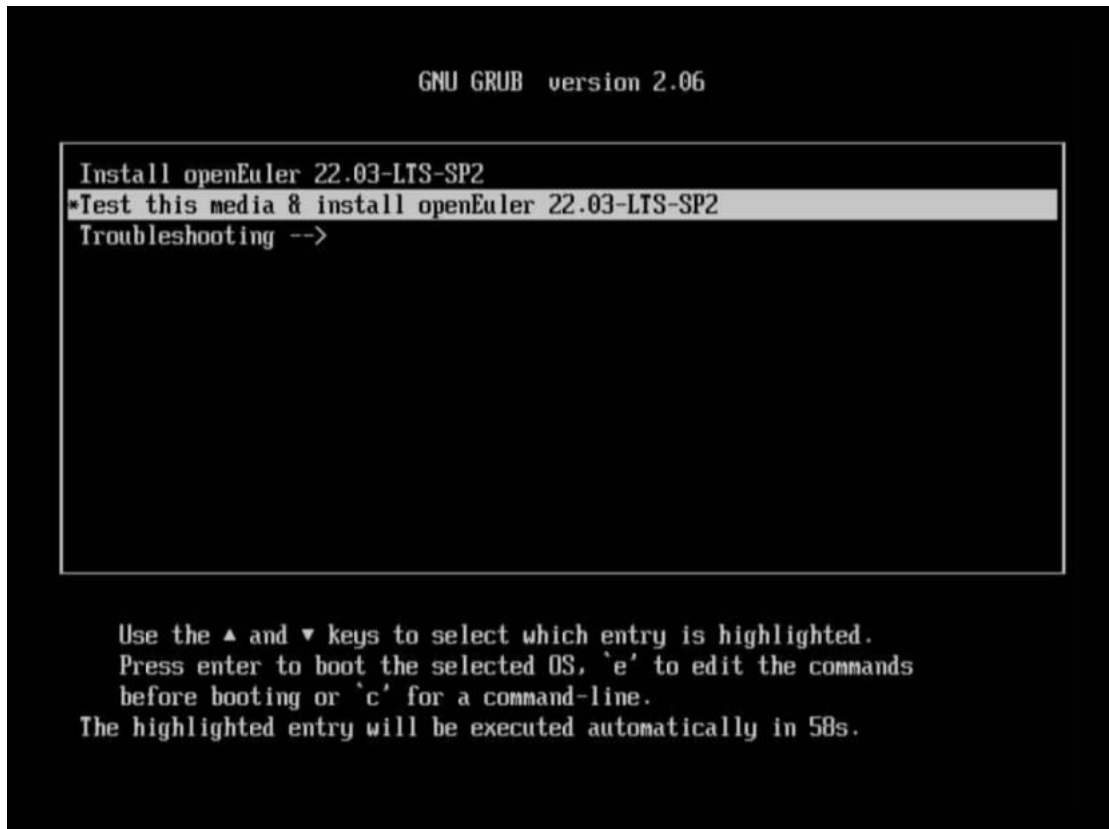 GNU GRUB  version 2.06
Install openEuler 22.03-LTS-SP2
*Test this media & install openEuler 22.03-LTS-SP2
Troubleshooting -->
Use the ▲ and ▼ keys to select which entry is highlighted.
Press enter to boot the selected OS, `e' to edit the commands
before booting or `c' for a command-line.
The highlighted entry will be executed automatically in 58s.